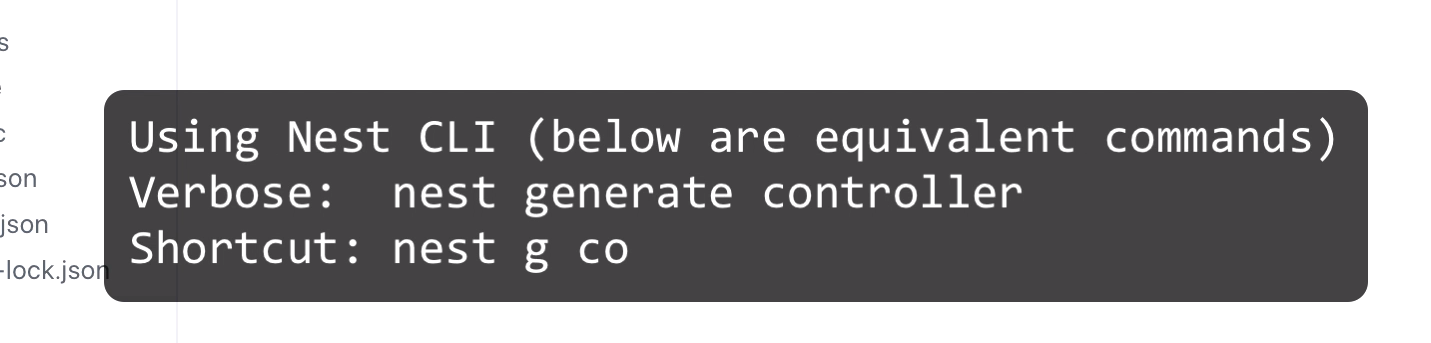 s
son
json
-lock.json
Using Nest CLI (below are equivalent commands)
Verbose:  nest generate controller
Shortcut: nest g co